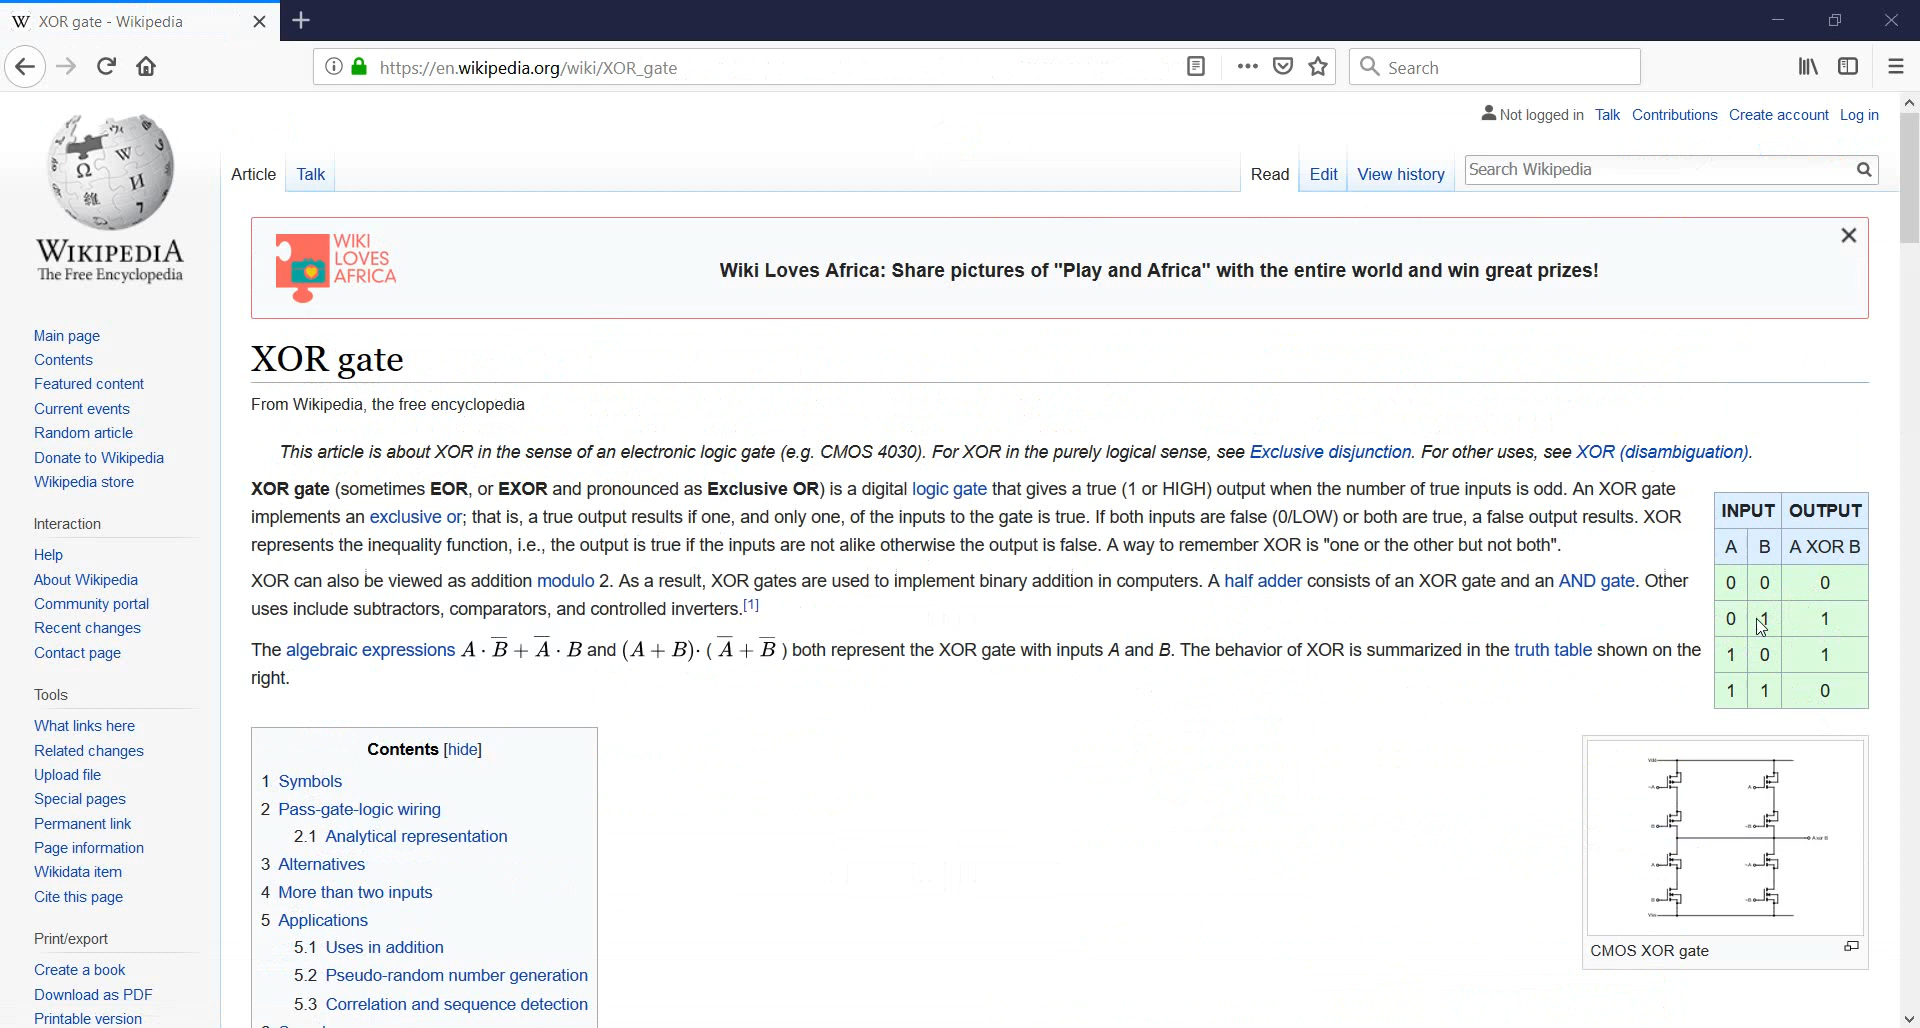 XOR gate - Wikipedia
https://en.wikipedia.org/wiki/XOR_gate
Search
Not logged in Talk Contributions Create account Log in
Article Talk
Read Edit View history
Search Wikipedia
WIKIPEDIA
The Free Encyclopedia
WIKI
LOVES
AFRICA
Wiki Loves Africa: Share pictures of "Play and Africa" with the entire world and win great prizes!
Main page
Contents
Featured content
Current events
Random article
Donate to Wikipedia
Wikipedia store
Interaction
Help
About Wikipedia
Community portal
Recent changes
Contact page
Tools
What links here
Related changes
Upload file
Special pages
Permanent link
Page information
Wikidata item
Cite this page
Print/export
Create a book
Download as PDF
Printable version
XOR gate
From Wikipedia, the free encyclopedia
This article is about XOR in the sense of an electronic logic gate (e.g. CMOS 4030). For XOR in the purely logical sense, see Exclusive disjunction. For other uses, see XOR (disambiguation).
XOR gate (sometimes EOR, or EXOR and pronounced as Exclusive OR) is a digital logic gate that gives a true (1 or HIGH) output when the number of true inputs is odd. An XOR gate
implements an exclusive or; that is, a true output results if one, and only one, of the inputs to the gate is true. If both inputs are false (0/LOW) or both are true, a false output results. XOR
represents the inequality function, i.e., the output is true if the inputs are not alike otherwise the output is false. A way to remember XOR is "one or the other but not both".
XOR can also be viewed as addition modulo 2. As a result, XOR gates are used to implement binary addition in computers. A half adder consists of an XOR gate and an AND gate. Other
uses include subtractors, comparators, and controlled inverters.[1]
The algebraic expressions A · B̅ + A̅ · B and (A + B) · (A̅ + B̅) both represent the XOR gate with inputs A and B. The behavior of XOR is summarized in the truth table shown on the
right.
INPUT OUTPUT
A B A XOR B
0 0 0
0 1 1
1 0 1
1 1 0
Contents [hide]
1 Symbols
2 Pass-gate-logic wiring
2.1 Analytical representation
3 Alternatives
4 More than two inputs
5 Applications
5.1 Uses in addition
5.2 Pseudo-random number generation
5.3 Correlation and sequence detection
CMOS XOR gate